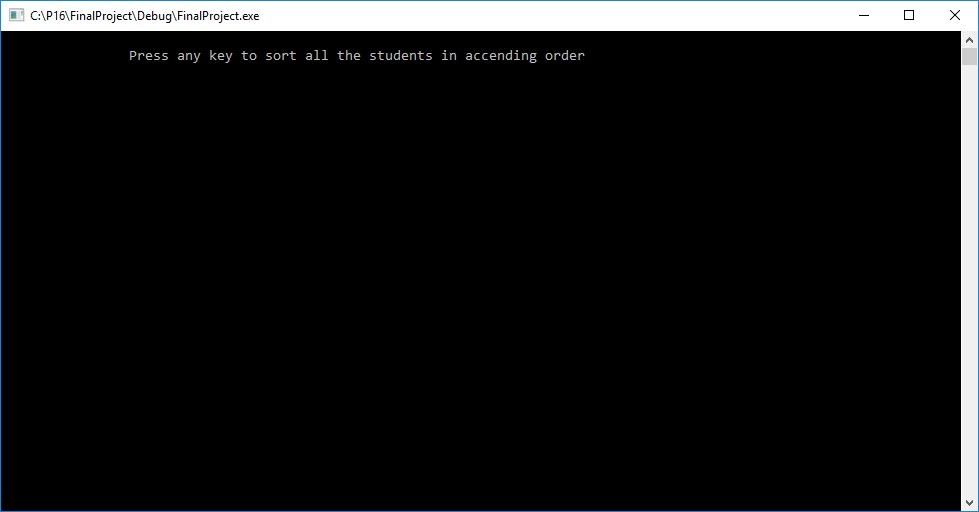 C:\P16\FinalProject\Debug\FinalProject.exe
Press any key to sort all the students in accending order